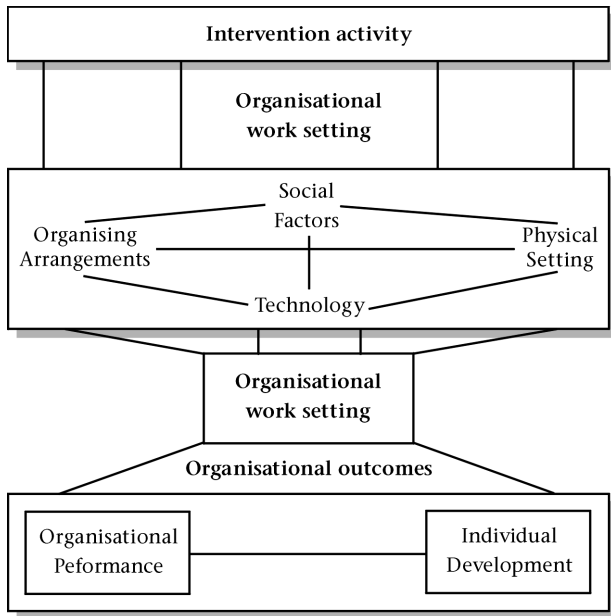 Intervention activity
Organisational
work setting
Social
Factors
Organising
Arrangements
Physical
Setting
Technology
Organisational
work setting
Organisational outcomes
Organisational
Peformance
Individual
Development